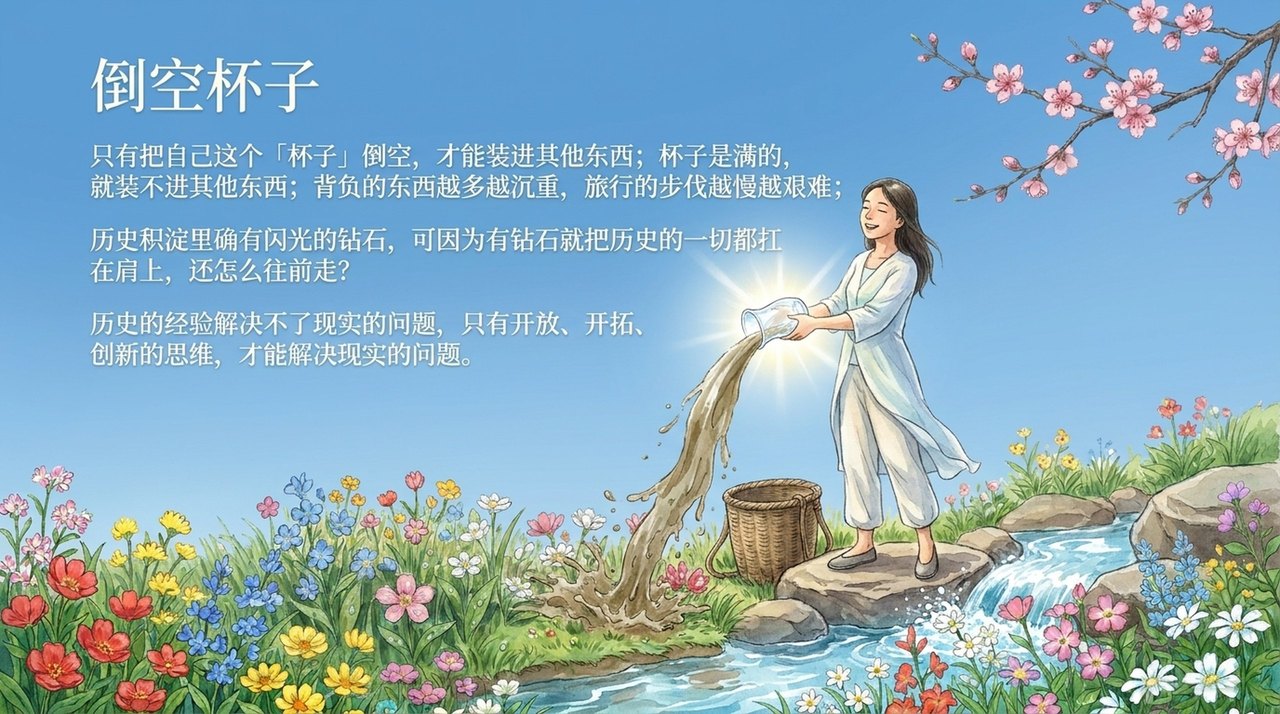 倒空杯子
只有把自己这个「杯子」倒空，才能装进其他东西；杯子是满的，
就装不进其他东西；背负的东西越多越沉重，旅行的步伐越慢越艰难；
历史积淀里确有闪光的钻石，可因为有钻石就把历史的一切都扛
在肩上，还怎么往前走？
历史的经验解决不了现实的问题，只有开放、开拓、
创新的思维，才能解决现实的问题。